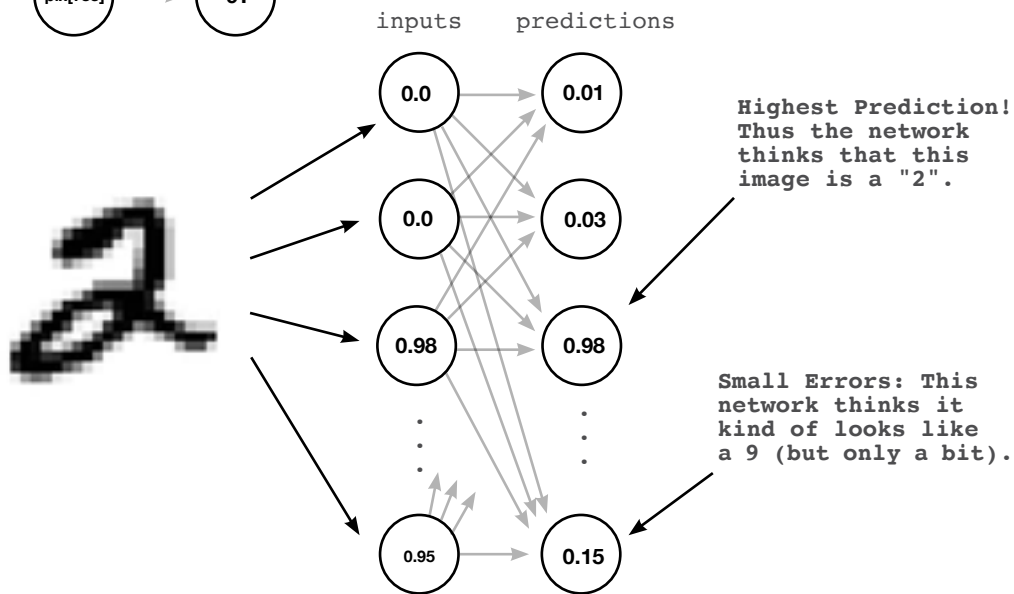 inputs predictions
0.0 0.01
Highest Prediction!
Thus the network
thinks that this
image is a "2".
0.0 0.03
0.98 0.98
Small Errors: This
network thinks it
kind of looks like
a 9 (but only a bit).
0.95 0.15